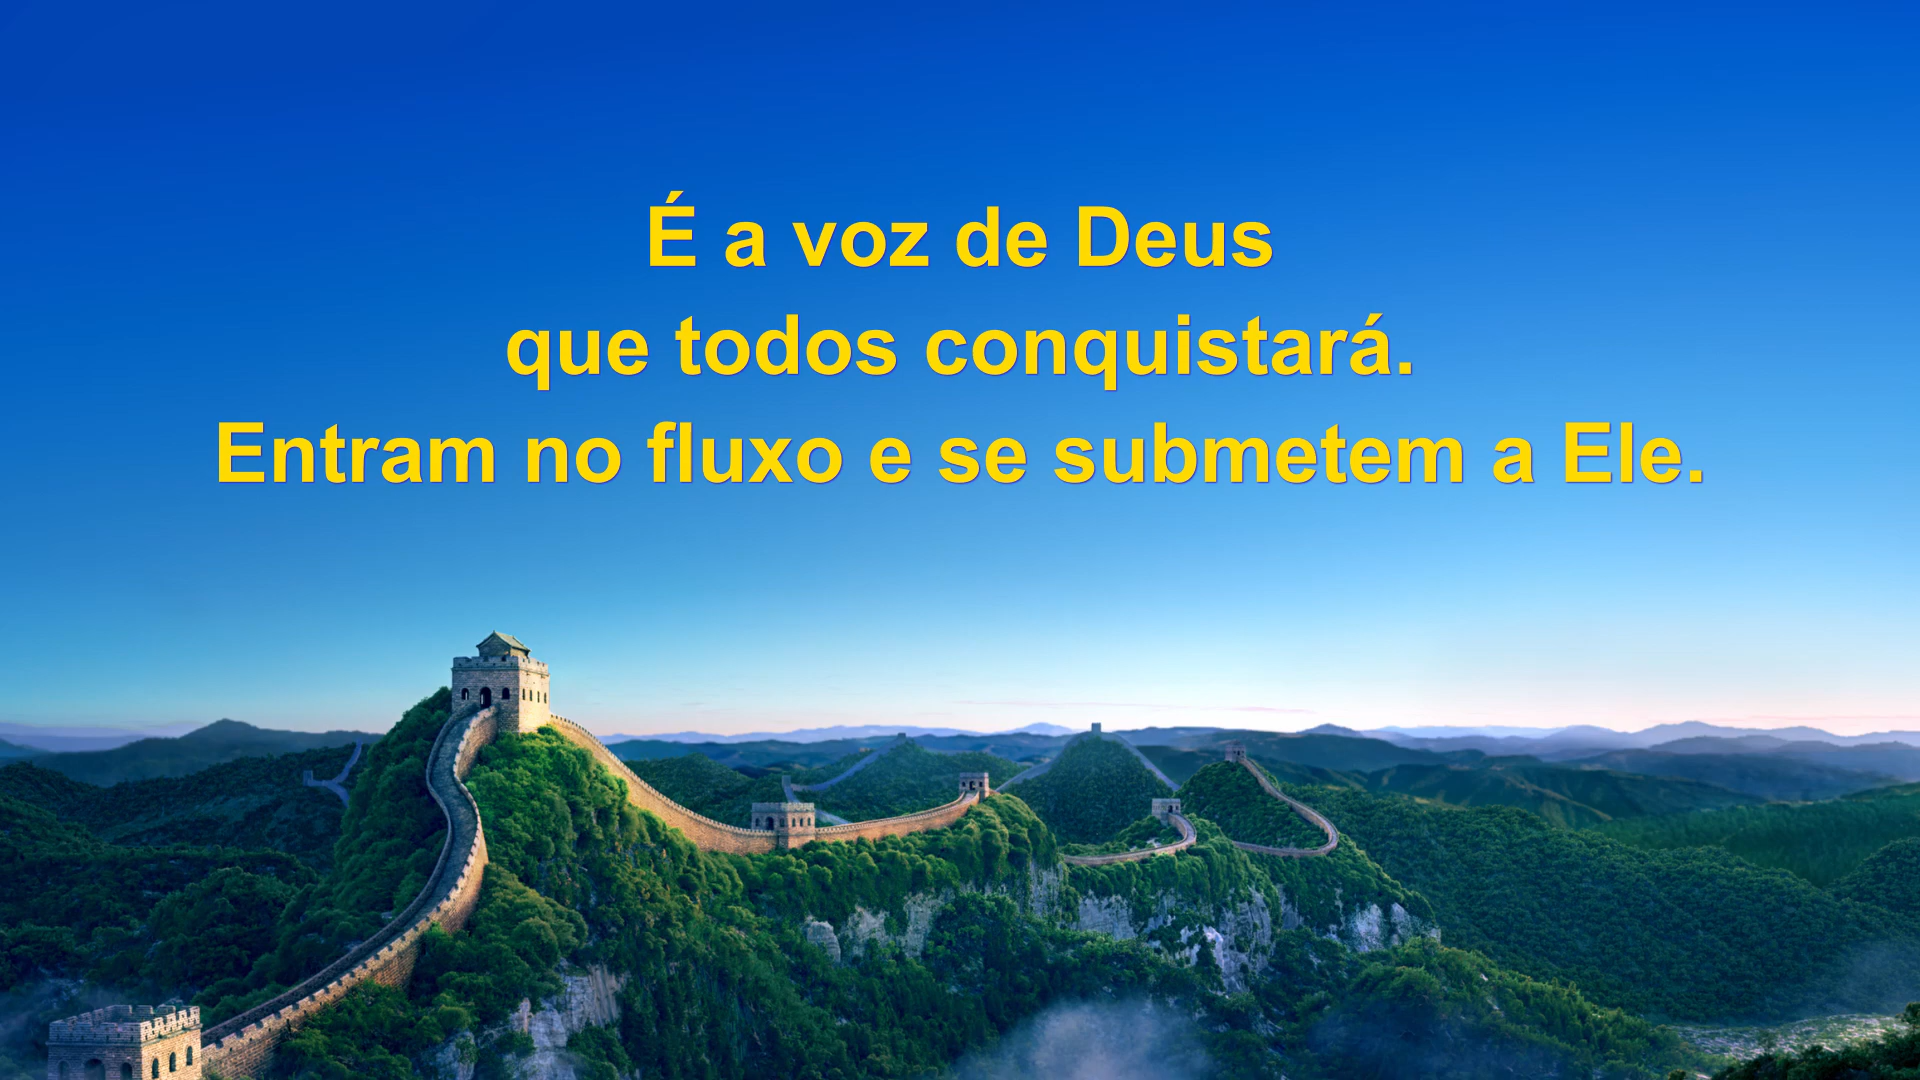 É a voz de Deus
que todos conquistará.
Entram no fluxo e se submetem a Ele.